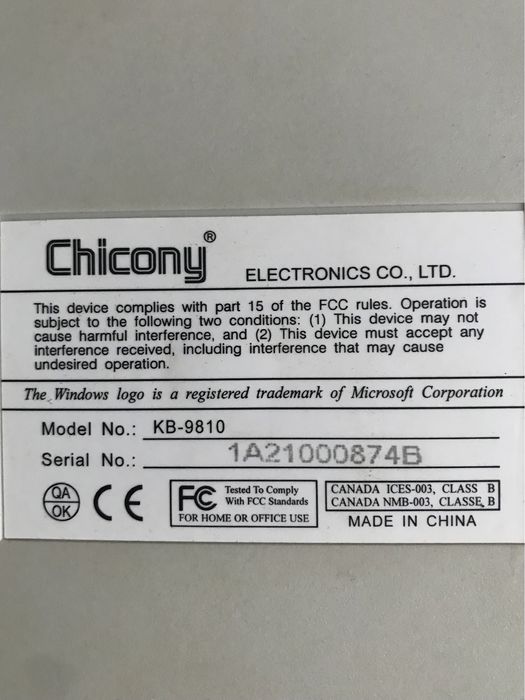 Chicony® ELECTRONICS CO., LTD.
This device complies with part 15 of the FCC rules. Operation is
subject to the following two conditions: (1) This device may not
cause harmful interference, and (2) This device must accept any
interference received, including interference that may cause
undesired operation.
The Windows logo is a registered trademark of Microsoft Corporation
Model No.: KB-9810
Serial No.: 1A21000874B
QA
OK
CE
FC
Tested To Comply
With FCC Standards
FOR HOME OR OFFICE USE
CANADA ICES-003, CLASS B
CANADA NMB-003, CLASSE B
MADE IN CHINA